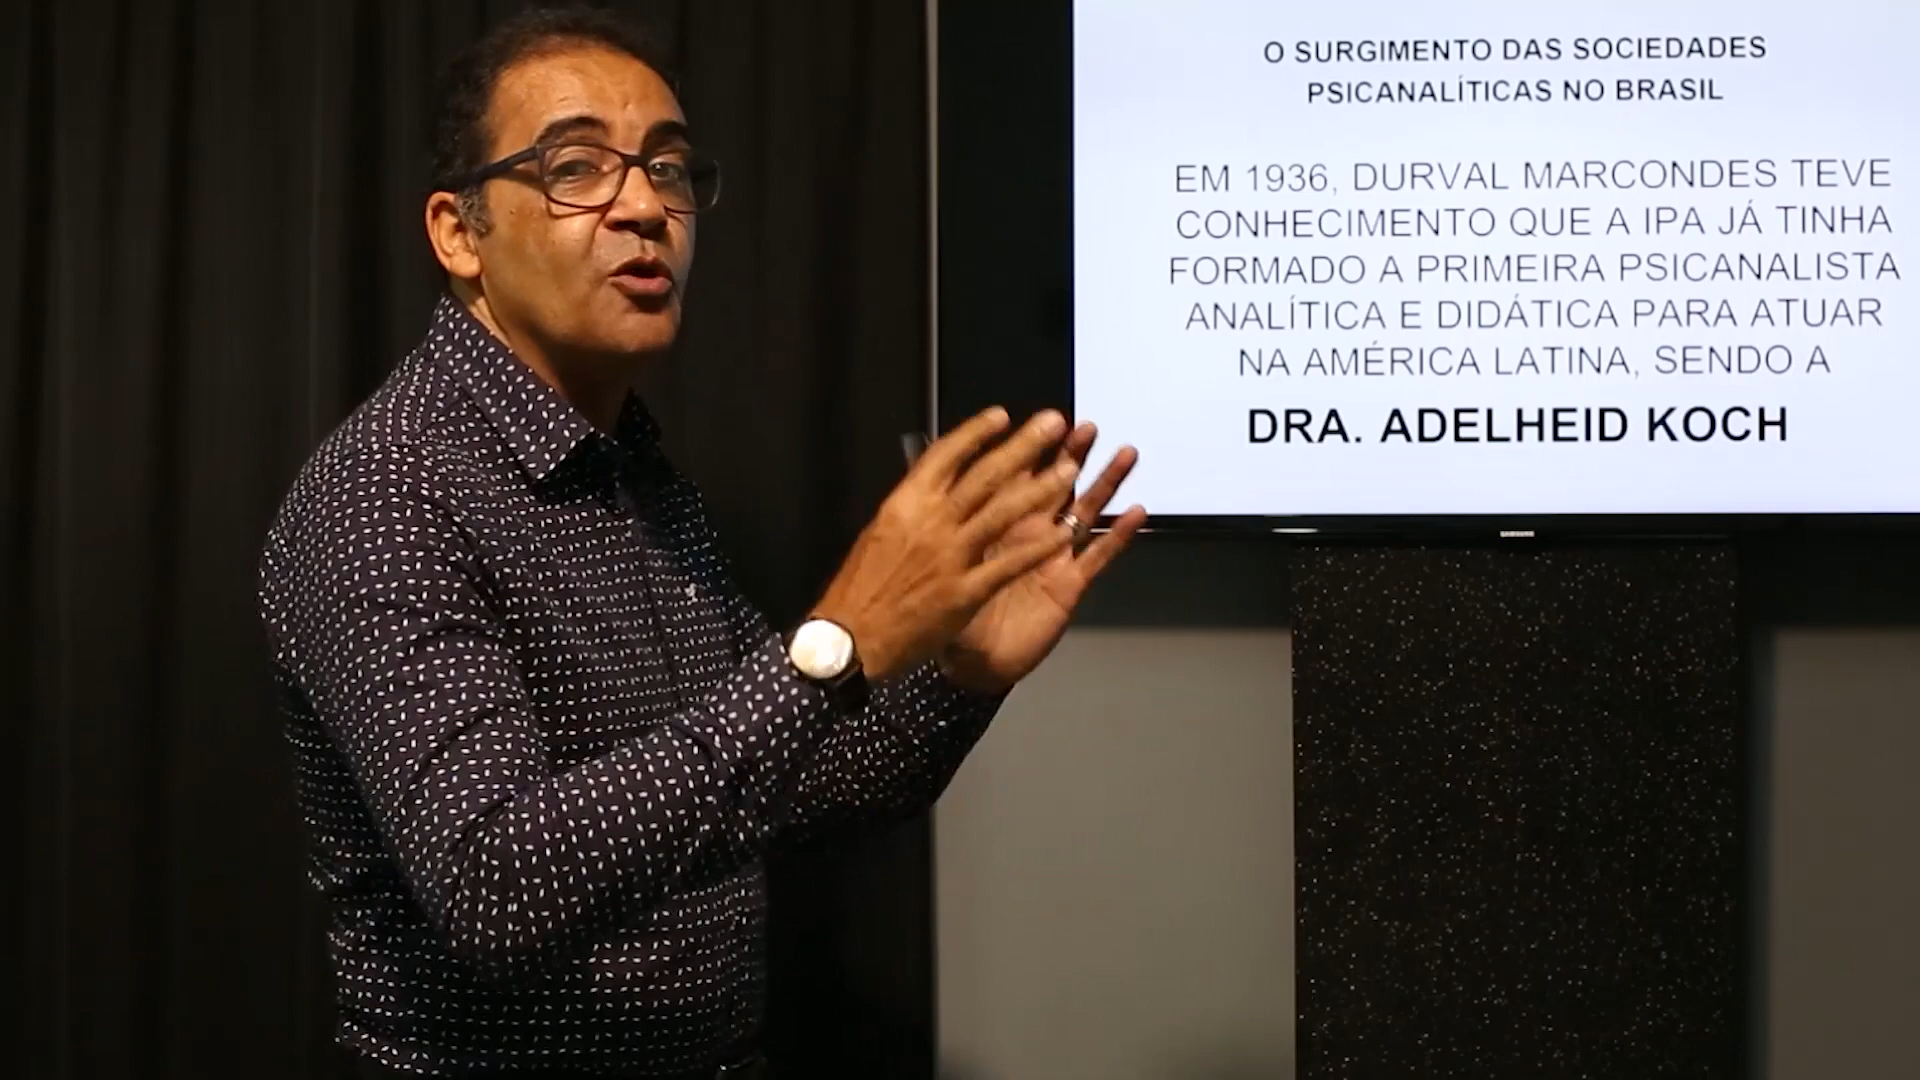 O SURGIMENTO DAS SOCIEDADES
PSICANALÍTICAS NO BRASIL
EM 1936, DURVAL MARCONDES TEVE
CONHECIMENTO QUE A IPA JÁ TINHA
FORMADO A PRIMEIRA PSICANALISTA
ANALÍTICA E DIDÁTICA PARA ATUAR
NA AMÉRICA LATINA, SENDO A
DRA. ADELHEID KOCH
SAMSUNG